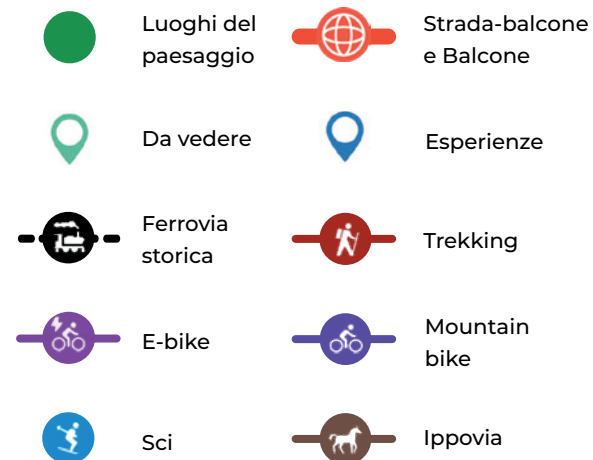 Luoghi del
paesaggio
Strada-balcone
e Balcone
Da vedere
Esperienze
Ferrovia
storica
Trekking
E-bike
Mountain
bike
Sci
Ippovia